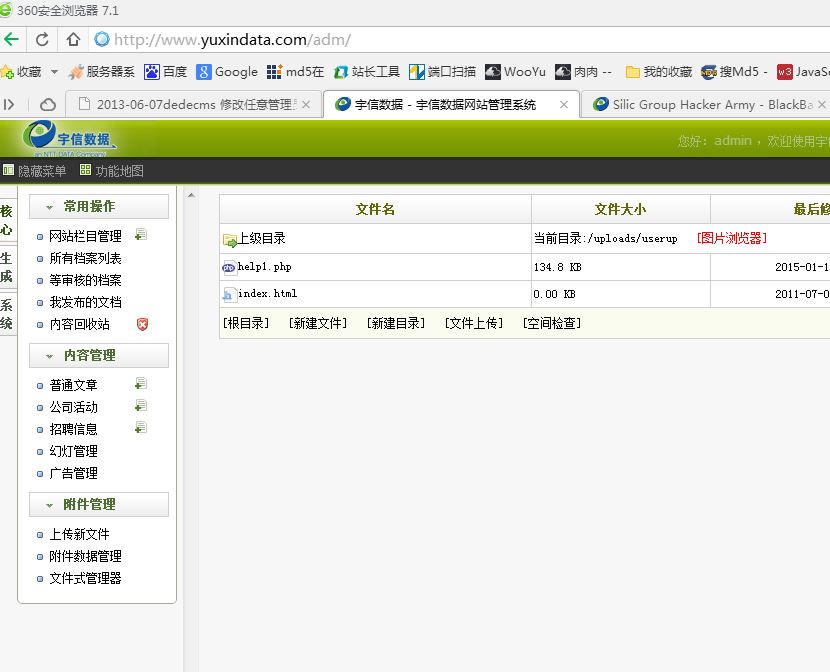 360安全浏览器 7.1
http://www.yuxindata.com/adm/
收藏 服务器系 百度 Google md5在 站长工具 端口扫描 WooYu 肉肉 -- 我的收藏 搜Md5 - JavaSc
2013-06-07dedecms 修改任意管理 宇信数据 - 宇信数据网站管理系统 Silic Group Hacker Army - BlackBa
宇信数据
an NTT DATA Company
您好：admin ，欢迎使用宇信
隐藏菜单 功能地图
核心
生成
系统
常用操作
网站栏目管理
所有档案列表
等审核的档案
我发布的文档
内容回收站
内容管理
普通文章
公司活动
招聘信息
幻灯管理
广告管理
附件管理
上传新文件
附件数据管理
文件式管理器
文件名 文件大小 最后修
上级目录 当前目录:/uploads/userup [图片浏览器]
help1.php 134.8 KB 2015-01-1
index.html 0.00 KB 2011-07-0
[根目录] [新建文件] [新建目录] [文件上传] [空间检查]